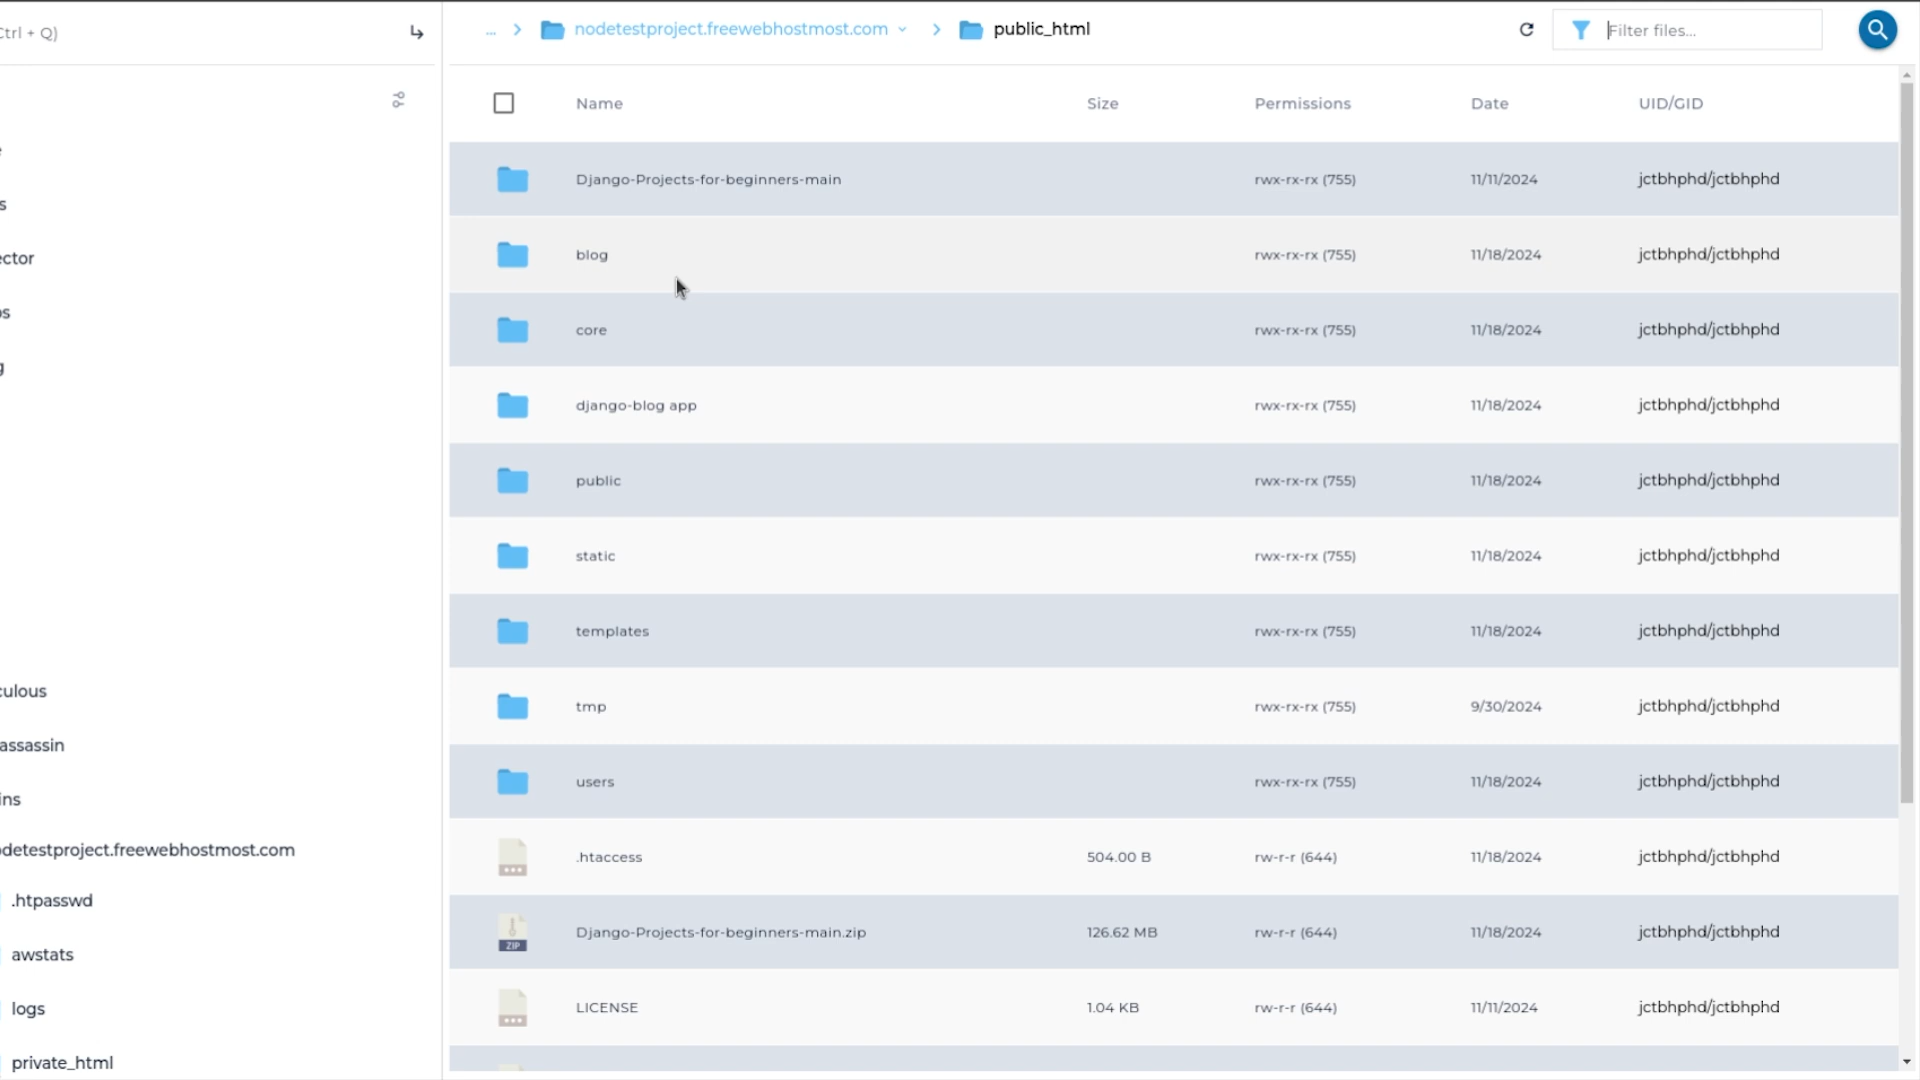 Ctrl + Q)
... nodetestproject.freewebhostmost.com public_html
Filter files...
Name Size Permissions Date UID/GID
Django-Projects-for-beginners-main rwx-rx-rx (755) 11/11/2024 jctbhphd/jctbhphd
blog rwx-rx-rx (755) 11/18/2024 jctbhphd/jctbhphd
core rwx-rx-rx (755) 11/18/2024 jctbhphd/jctbhphd
django-blog app rwx-rx-rx (755) 11/18/2024 jctbhphd/jctbhphd
public rwx-rx-rx (755) 11/18/2024 jctbhphd/jctbhphd
static rwx-rx-rx (755) 11/18/2024 jctbhphd/jctbhphd
templates rwx-rx-rx (755) 11/18/2024 jctbhphd/jctbhphd
tmp rwx-rx-rx (755) 9/30/2024 jctbhphd/jctbhphd
users rwx-rx-rx (755) 11/18/2024 jctbhphd/jctbhphd
.htaccess 504.00 B rw-r-r (644) 11/18/2024 jctbhphd/jctbhphd
ZIP Django-Projects-for-beginners-main.zip 126.62 MB rw-r-r (644) 11/18/2024 jctbhphd/jctbhphd
LICENSE 1.04 KB rw-r-r (644) 11/11/2024 jctbhphd/jctbhphd
s
ector
os
g
culous
assassin
ins
odetestproject.freewebhostmost.com
.htpasswd
awstats
logs
private_html